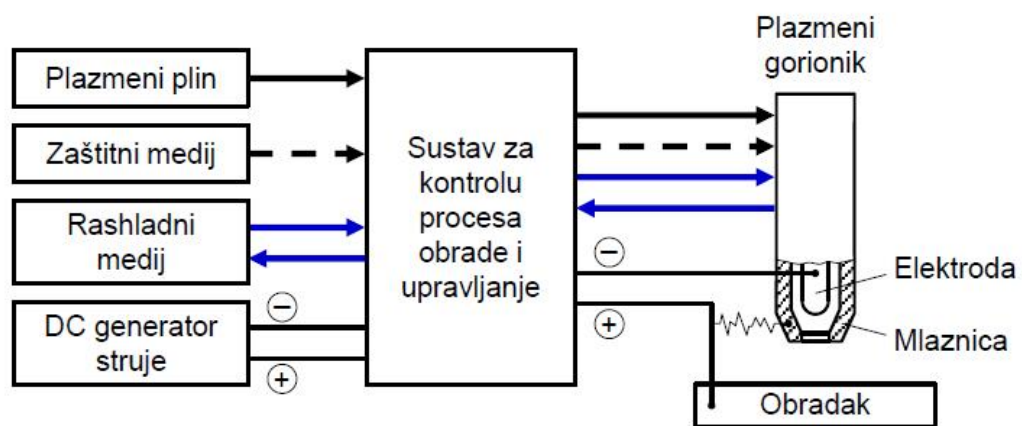 Plazmeni plin
Zaštitni medij
Rashladni
medij
DC generator
struje
−
+
Sustav za
kontrolu
procesa
obrade i
upravljanje
−
+
Plazmeni
gorionik
Elektroda
Mlaznica
Obradak